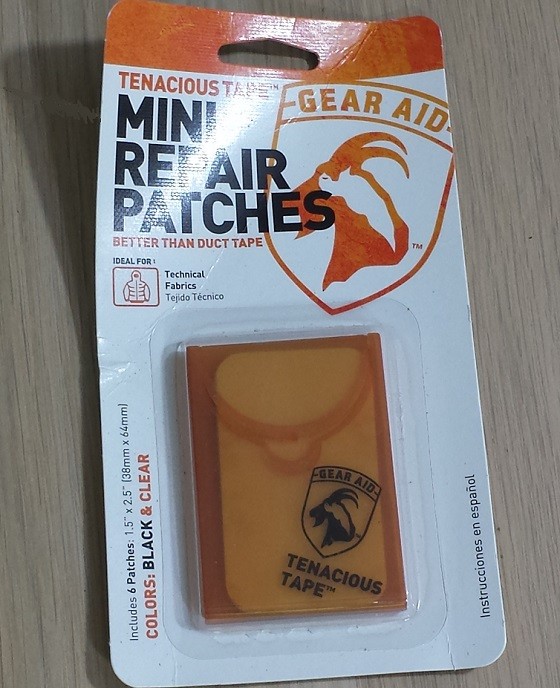 TENACIOUS TAPE™
GEAR AID
MINI
REPAIR
PATCHES
™
BETTER THAN DUCT TAPE
IDEAL FOR:
Technical
Fabrics
Tejido Técnico
Includes 6 Patches: 1.5" x 2.5" (38mm x 64mm)
COLORS: BLACK & CLEAR
GEAR AID
TENACIOUS
TAPE™
Instrucciones en español